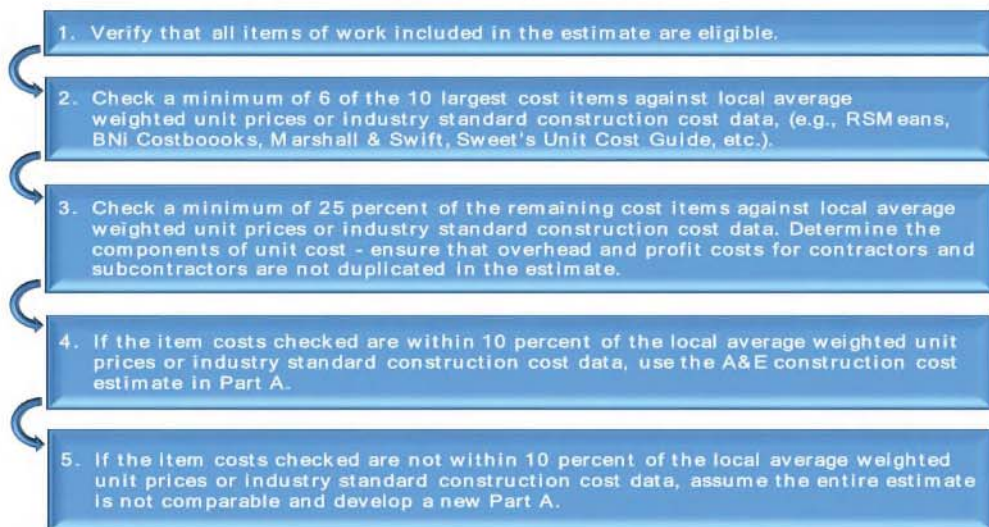 1. Verify that all items of work included in the estimate are eligible.
2. Check a minimum of 6 of the 10 largest cost items against local average
weighted unit prices or industry standard construction cost data, (e.g., RSMeans,
BNi Costboooks, Marshall & Swift, Sweet's Unit Cost Guide, etc.).
3. Check a minimum of 25 percent of the remaining cost items against local average
weighted unit prices or industry standard construction cost data. Determine the
components of unit cost - ensure that overhead and profit costs for contractors and
subcontractors are not duplicated in the estimate.
4. If the item costs checked are within 10 percent of the local average weighted unit
prices or industry standard construction cost data, use the A&E construction cost
estimate in Part A.
5. If the item costs checked are not within 10 percent of the local average weighted
unit prices or industry standard construction cost data, assume the entire estimate
is not comparable and develop a new Part A.